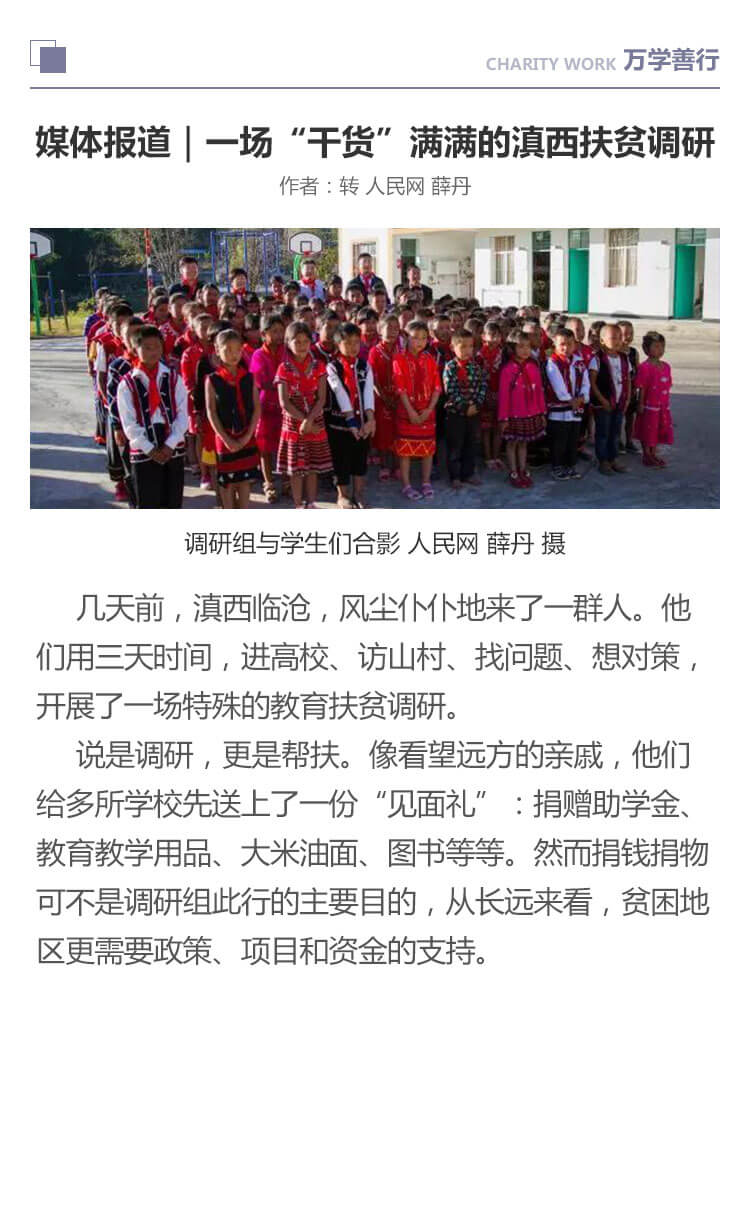 CHARITY WORK 万学善行
媒体报道｜一场“干货”满满的滇西扶贫调研
作者：转 人民网 薛丹
调研组与学生们合影 人民网 薛丹 摄
几天前，滇西临沧，风尘仆仆地来了一群人。他
们用三天时间，进高校、访山村、找问题、想对策，
开展了一场特殊的教育扶贫调研。
说是调研，更是帮扶。像看望远方的亲戚，他们
给多所学校先送上了一份“见面�”：捐赠助学金、
教育教学用品、大米油面、图书等等。然而捐钱捐物
可不是调研组此行的主要目的，从长远来看，贫困地
区更需要政策、项目和资金的支持。